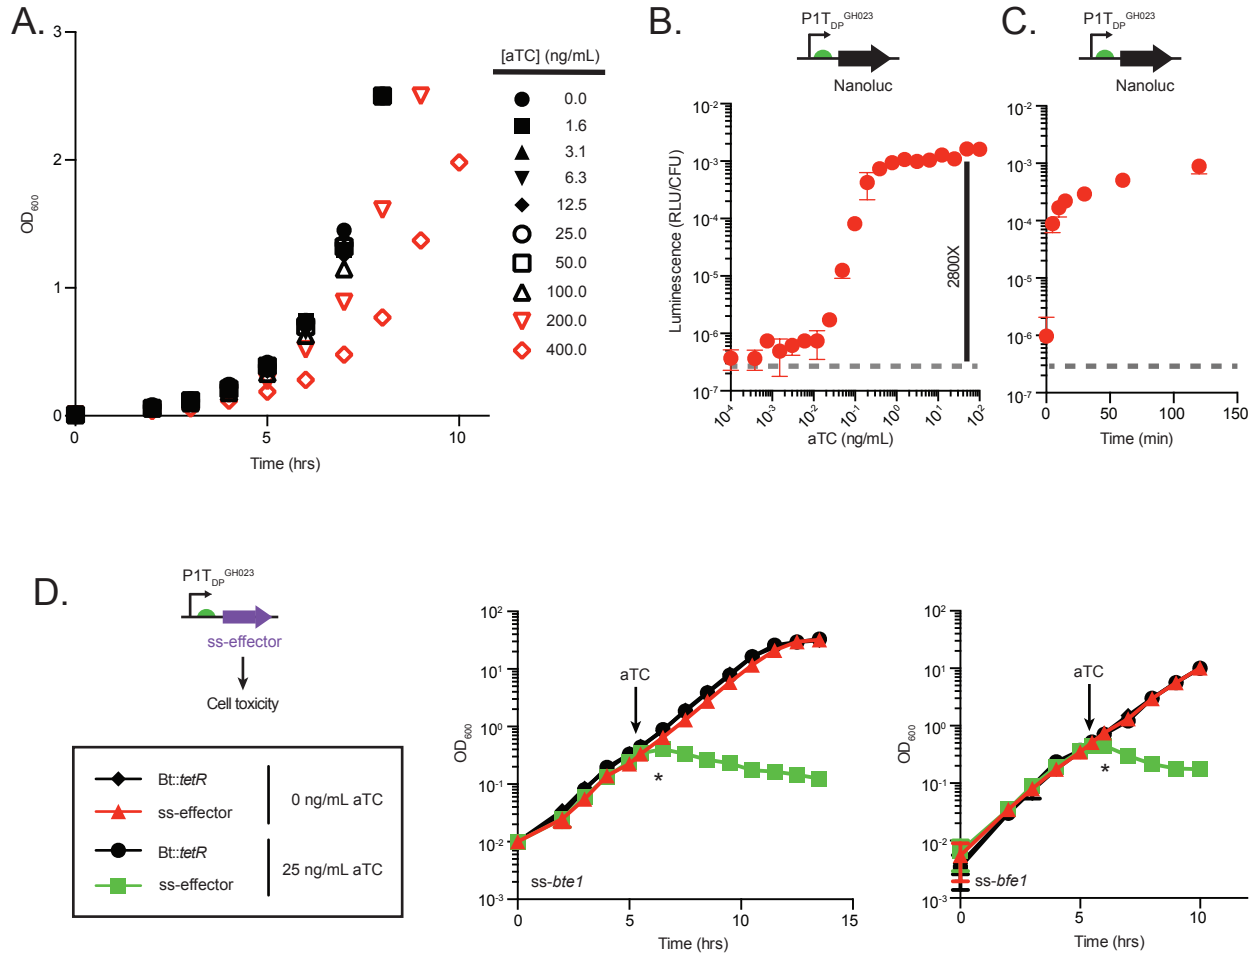 A.
3
2
1
0
OD600
0
5
10
Time (hrs)
[aTC] (ng/mL)
0.0
1.6
3.1
6.3
12.5
25.0
50.0
100.0
200.0
400.0
B.
P1TDP GH023
Nanoluc
10-2
10-3
10-4
10-5
10-6
10-7
Luminescence (RLU/CFU)
2800X
10-4
10-3
10-2
10-1
100
101
102
aTC (ng/mL)
C.
P1TDP GH023
Nanoluc
10-2
10-3
10-4
10-5
10-6
10-7
0
50
100
150
Time (min)
D.
P1TDP GH023
ss-effector
Cell toxicity
Bt::tetR
ss-effector
0 ng/mL aTC
Bt::tetR
ss-effector
25 ng/mL aTC
102
101
100
10-1
10-2
10-3
OD600
aTC
*
ss-bte1
0
5
10
15
Time (hrs)
102
101
100
10-1
10-2
10-3
OD600
aTC
*
ss-bfe1
0
5
10
Time (hrs)